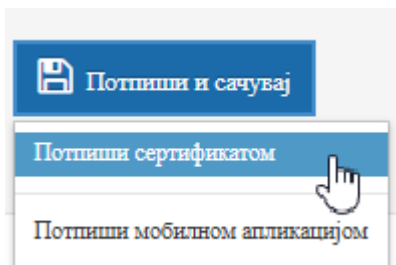 Потпиши и сачувај
Потпиши сертификатом
Потпиши мобилном апликацијом